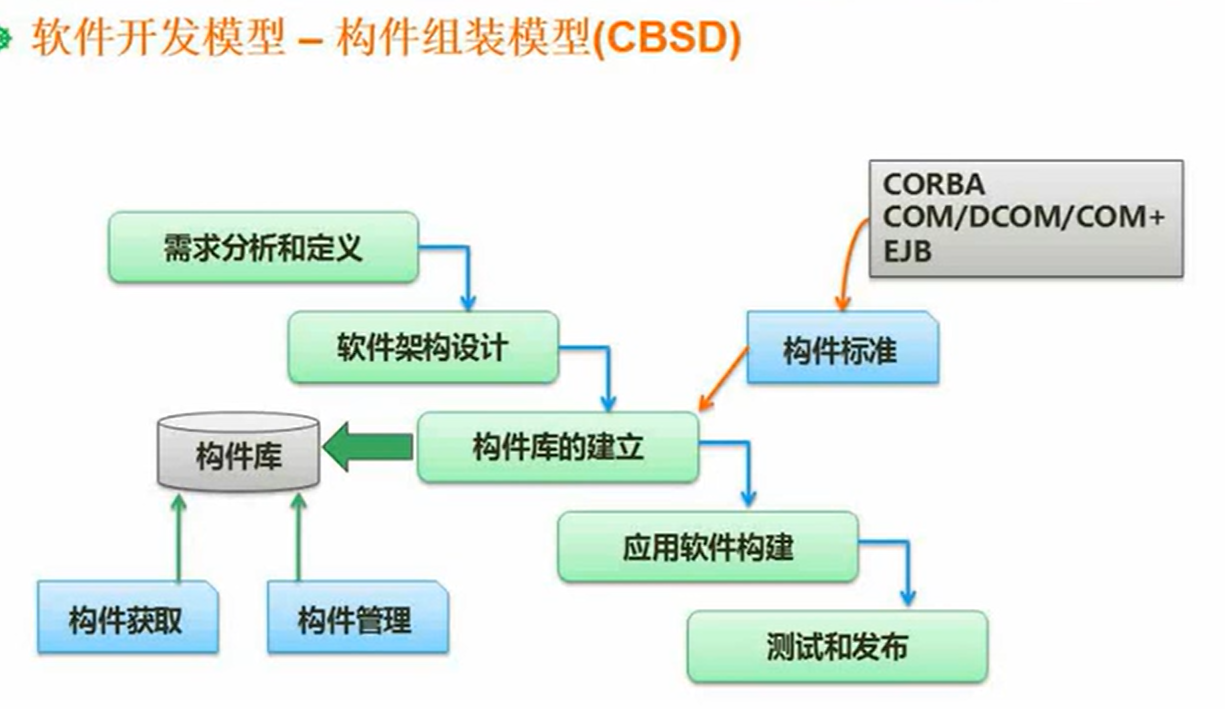 软件开发模型 – 构件组装模型(CBSD)
CORBA
COM/DCOM/COM+
EJB
需求分析和定义
软件架构设计
构件标准
构件库
构件库的建立
应用软件构建
构件获取
构件管理
测试和发布